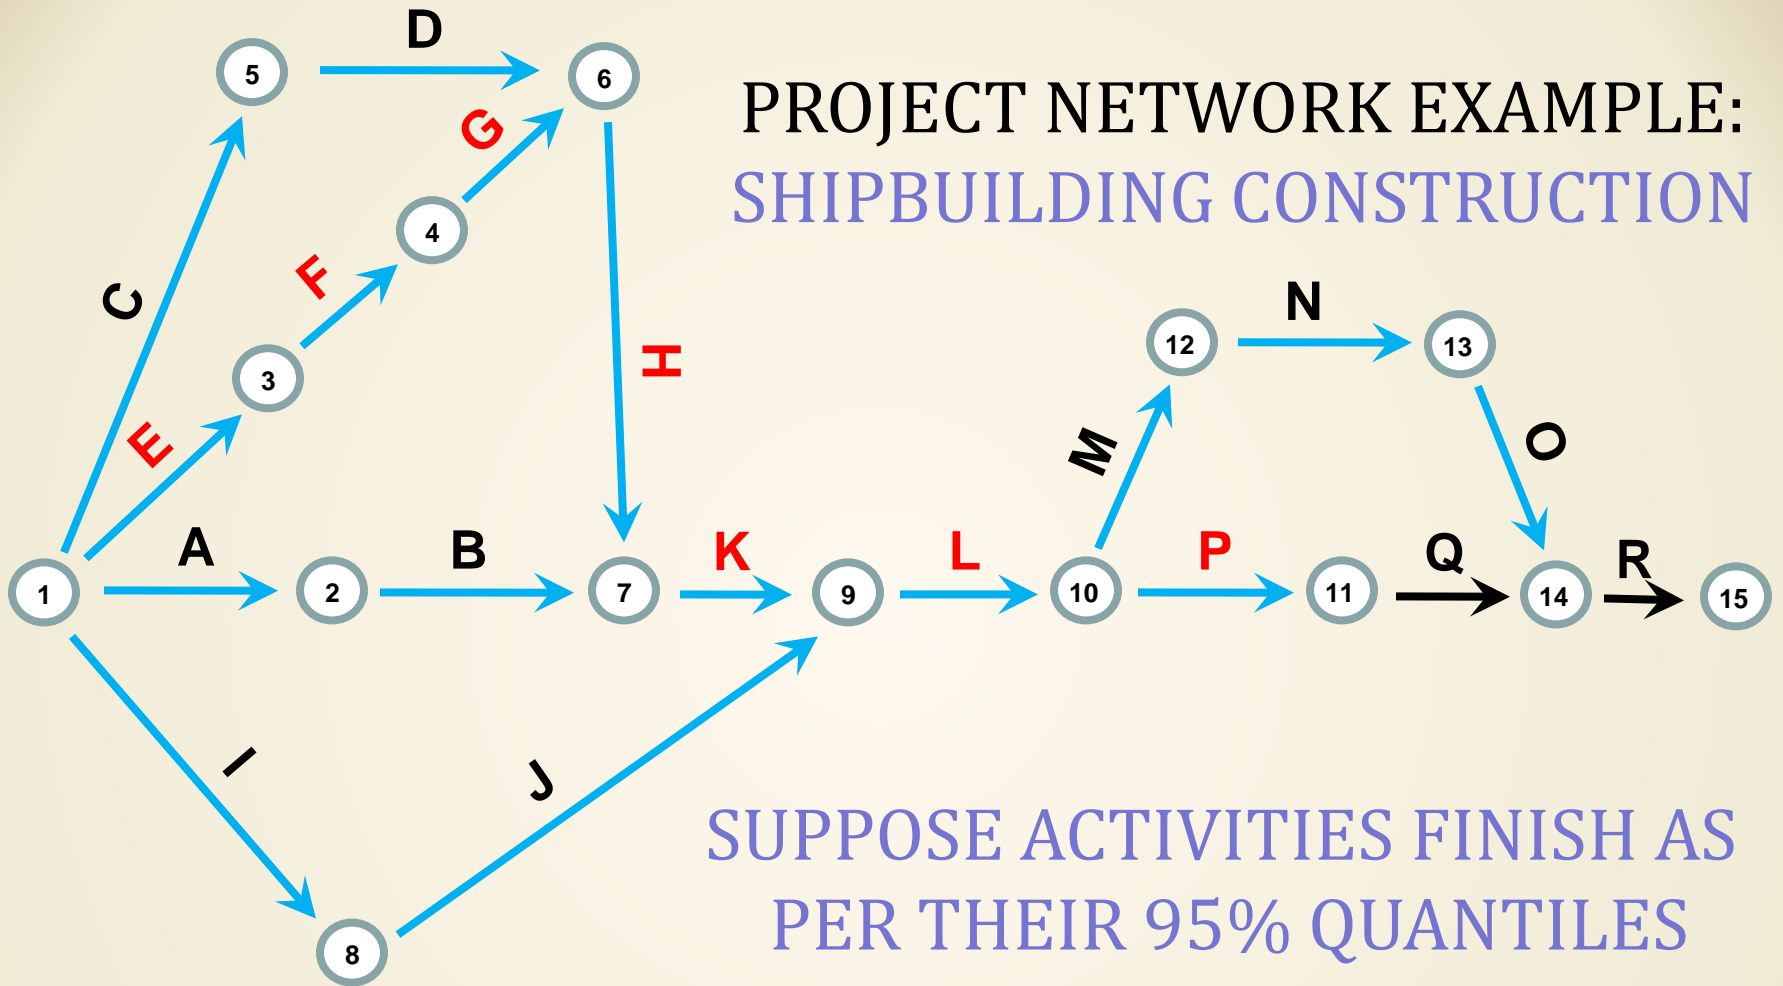 PROJECT NETWORK EXAMPLE:
SHIPBUILDING CONSTRUCTION
D
5
6
G
4
F
C
3
H
E
N
12
13
M
O
A
B
K
L
P
Q
R
1
2
7
9
10
11
14
15
I
J
8
SUPPOSE ACTIVITIES FINISH AS
PER THEIR 95% QUANTILES